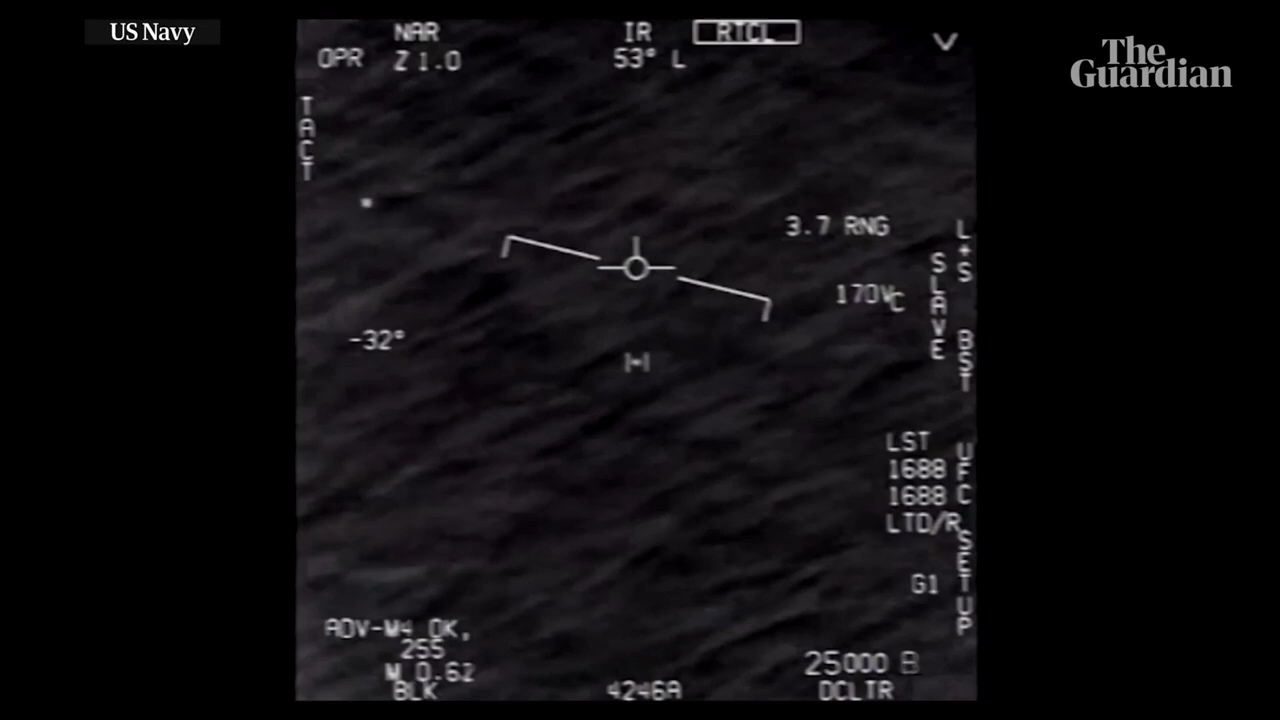 US Navy
The
Guardian
NAR
IR
RTCL
OPR
Z 1.0
53° L
TACT
3.7 RNG
L+S
SLAVE
170Vc
-32°
BST
LST
1688
1688
LTD/R
UFC
SETUP
G1
ADV-M4 OK,
255
M 0.62
BLK
4246A
25000 B
DCLTR